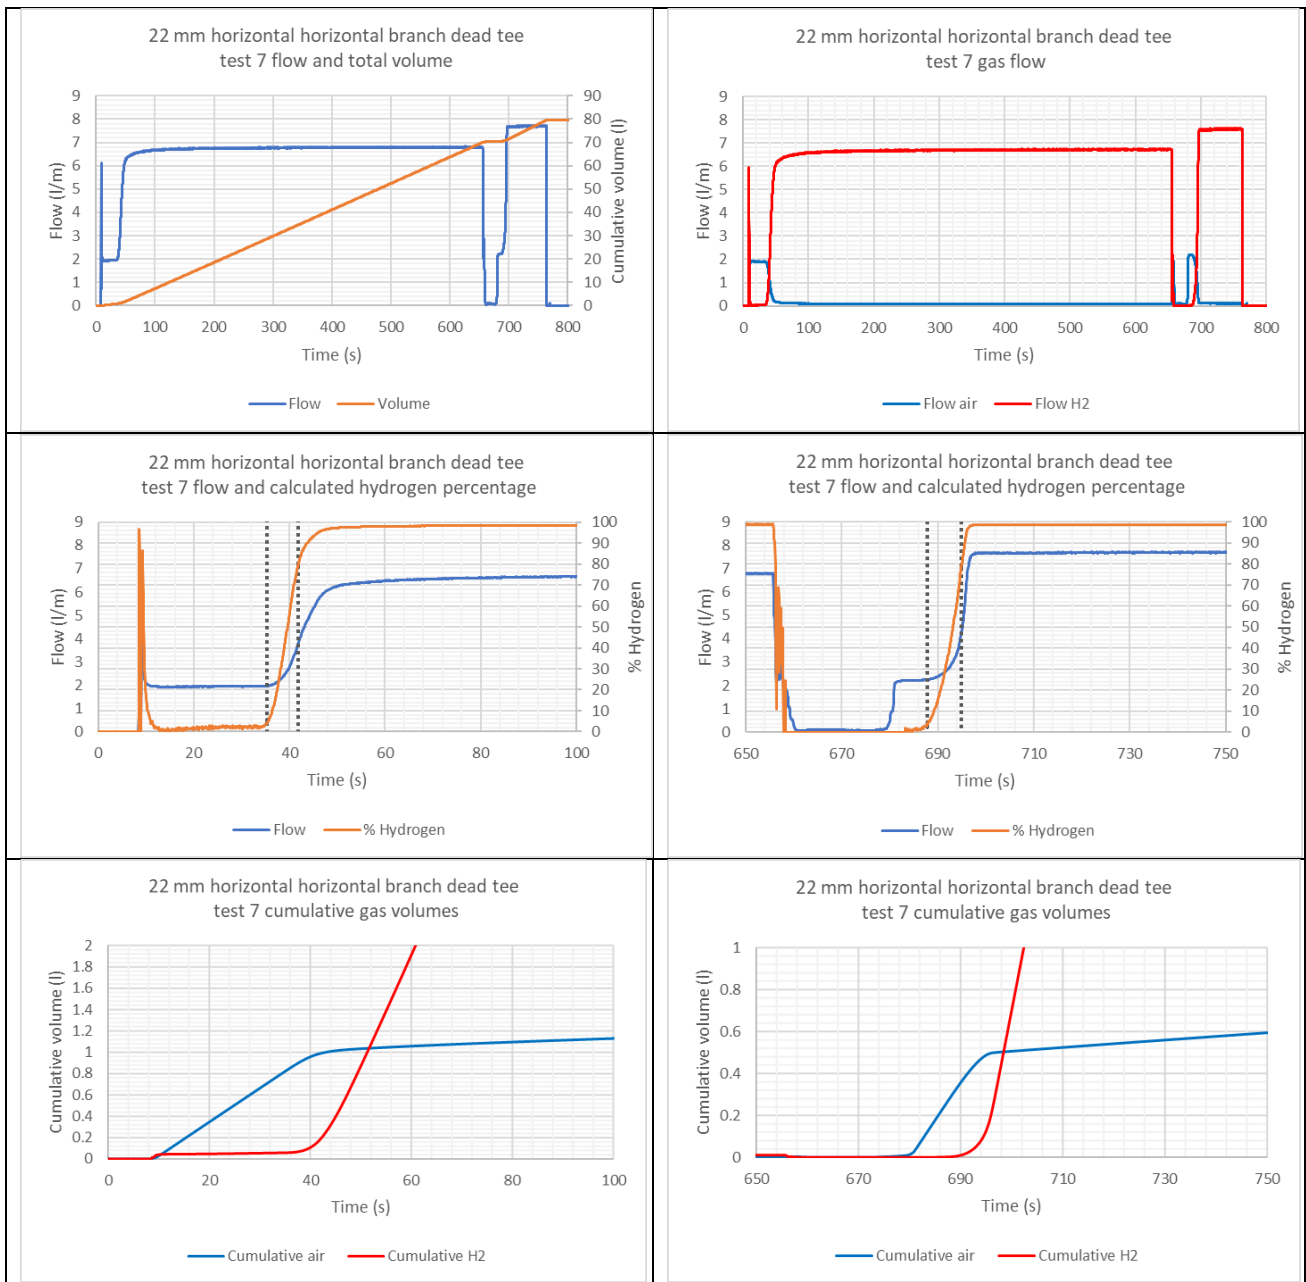 22 mm horizontal horizontal branch dead tee
test 7 flow and total volume
9
8
7
6
5
4
3
2
1
0
Flow (l/m)
90
80
70
60
50
40
30
20
10
0
Cumulative volume (l)
0 100 200 300 400 500 600 700 800
Time (s)
Flow Volume
22 mm horizontal horizontal branch dead tee
test 7 gas flow
9
8
7
6
5
4
3
2
1
0
Flow (l/m)
0 100 200 300 400 500 600 700 800
Time (s)
Flow air Flow H2
22 mm horizontal horizontal branch dead tee
test 7 flow and calculated hydrogen percentage
9
8
7
6
5
4
3
2
1
0
Flow (l/m)
100
90
80
70
60
50
40
30
20
10
0
% Hydrogen
0 20 40 60 80 100
Time (s)
Flow % Hydrogen
22 mm horizontal horizontal branch dead tee
test 7 flow and calculated hydrogen percentage
9
8
7
6
5
4
3
2
1
0
Flow (l/m)
100
90
80
70
60
50
40
30
20
10
0
% Hydrogen
650 670 690 710 730 750
Time (s)
Flow % Hydrogen
22 mm horizontal horizontal branch dead tee
test 7 cumulative gas volumes
2
1.8
1.6
1.4
1.2
1
0.8
0.6
0.4
0.2
0
Cumulative volume (l)
0 20 40 60 80 100
Time (s)
Cumulative air Cumulative H2
22 mm horizontal horizontal branch dead tee
test 7 cumulative gas volumes
1
0.8
0.6
0.4
0.2
0
Cumulative volume (l)
650 670 690 710 730 750
Time (s)
Cumulative air Cumulative H2